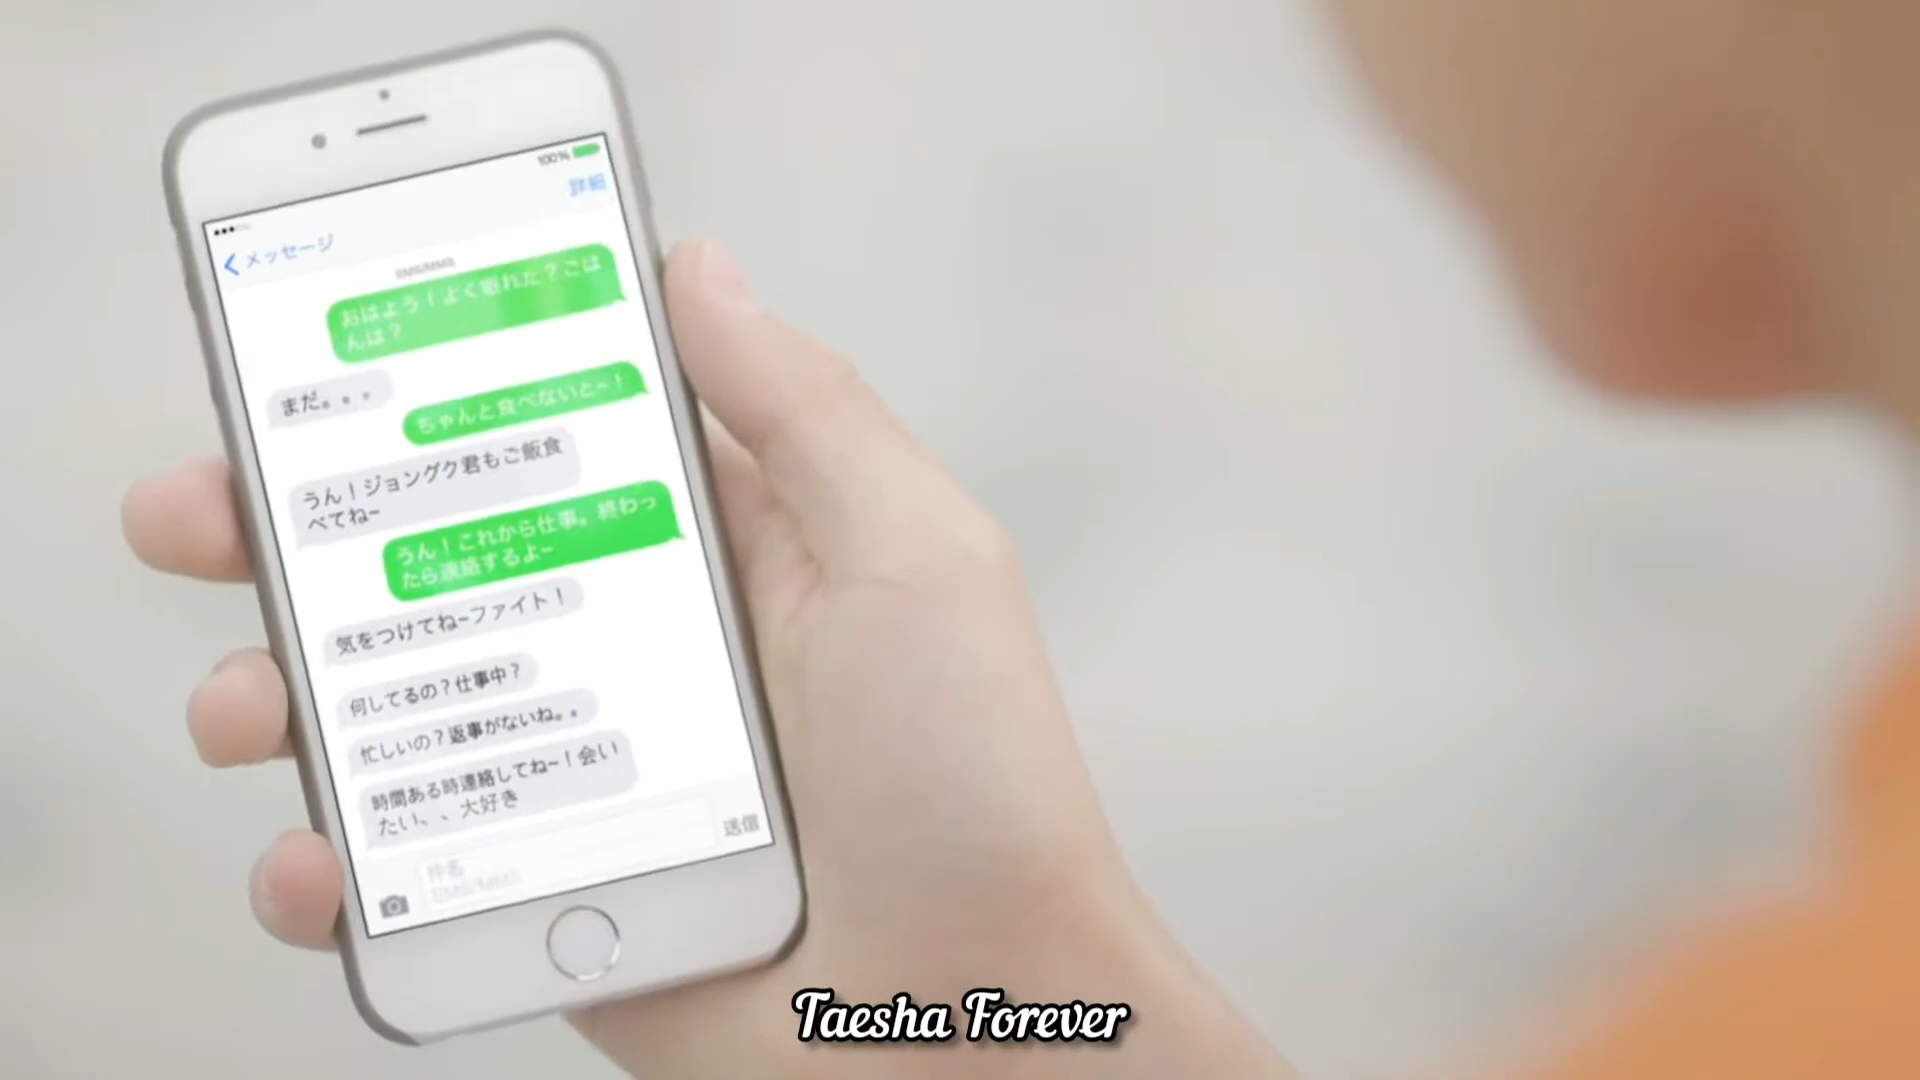 100%
メッセージ
詳細
SMS/MMS
おはよう！よく眠れた？ごは
んは？
まだ。。。
ちゃんと食べないと~！
うん！ジョングク君もご飯食
べてね~
うん！これから仕事。終わっ
たら連絡するよ~
気をつけてね~ファイト！
何してるの？仕事中？
忙しいの？返事がないね。。
時間ある時連絡してね~！会い
たい、、大好き
件名
SMS/MMS
送信
Taesha Forever